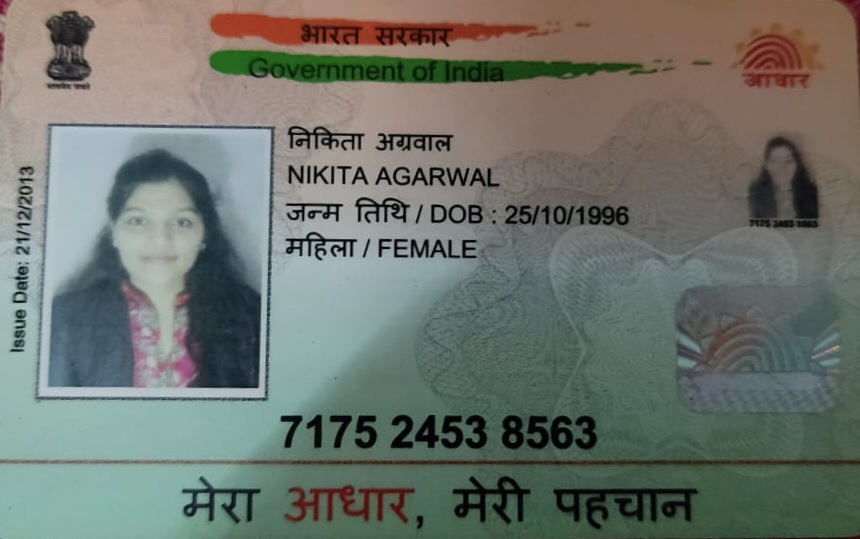 भारत सरकार
Government of India
आधार
निकिता अग्रवाल
NIKITA AGARWAL
जन्म तिथि / DOB : 25/10/1996
महिला / FEMALE
Issue Date: 21/12/2013
7175 2453 8563
मेरा आधार, मेरी पहचान